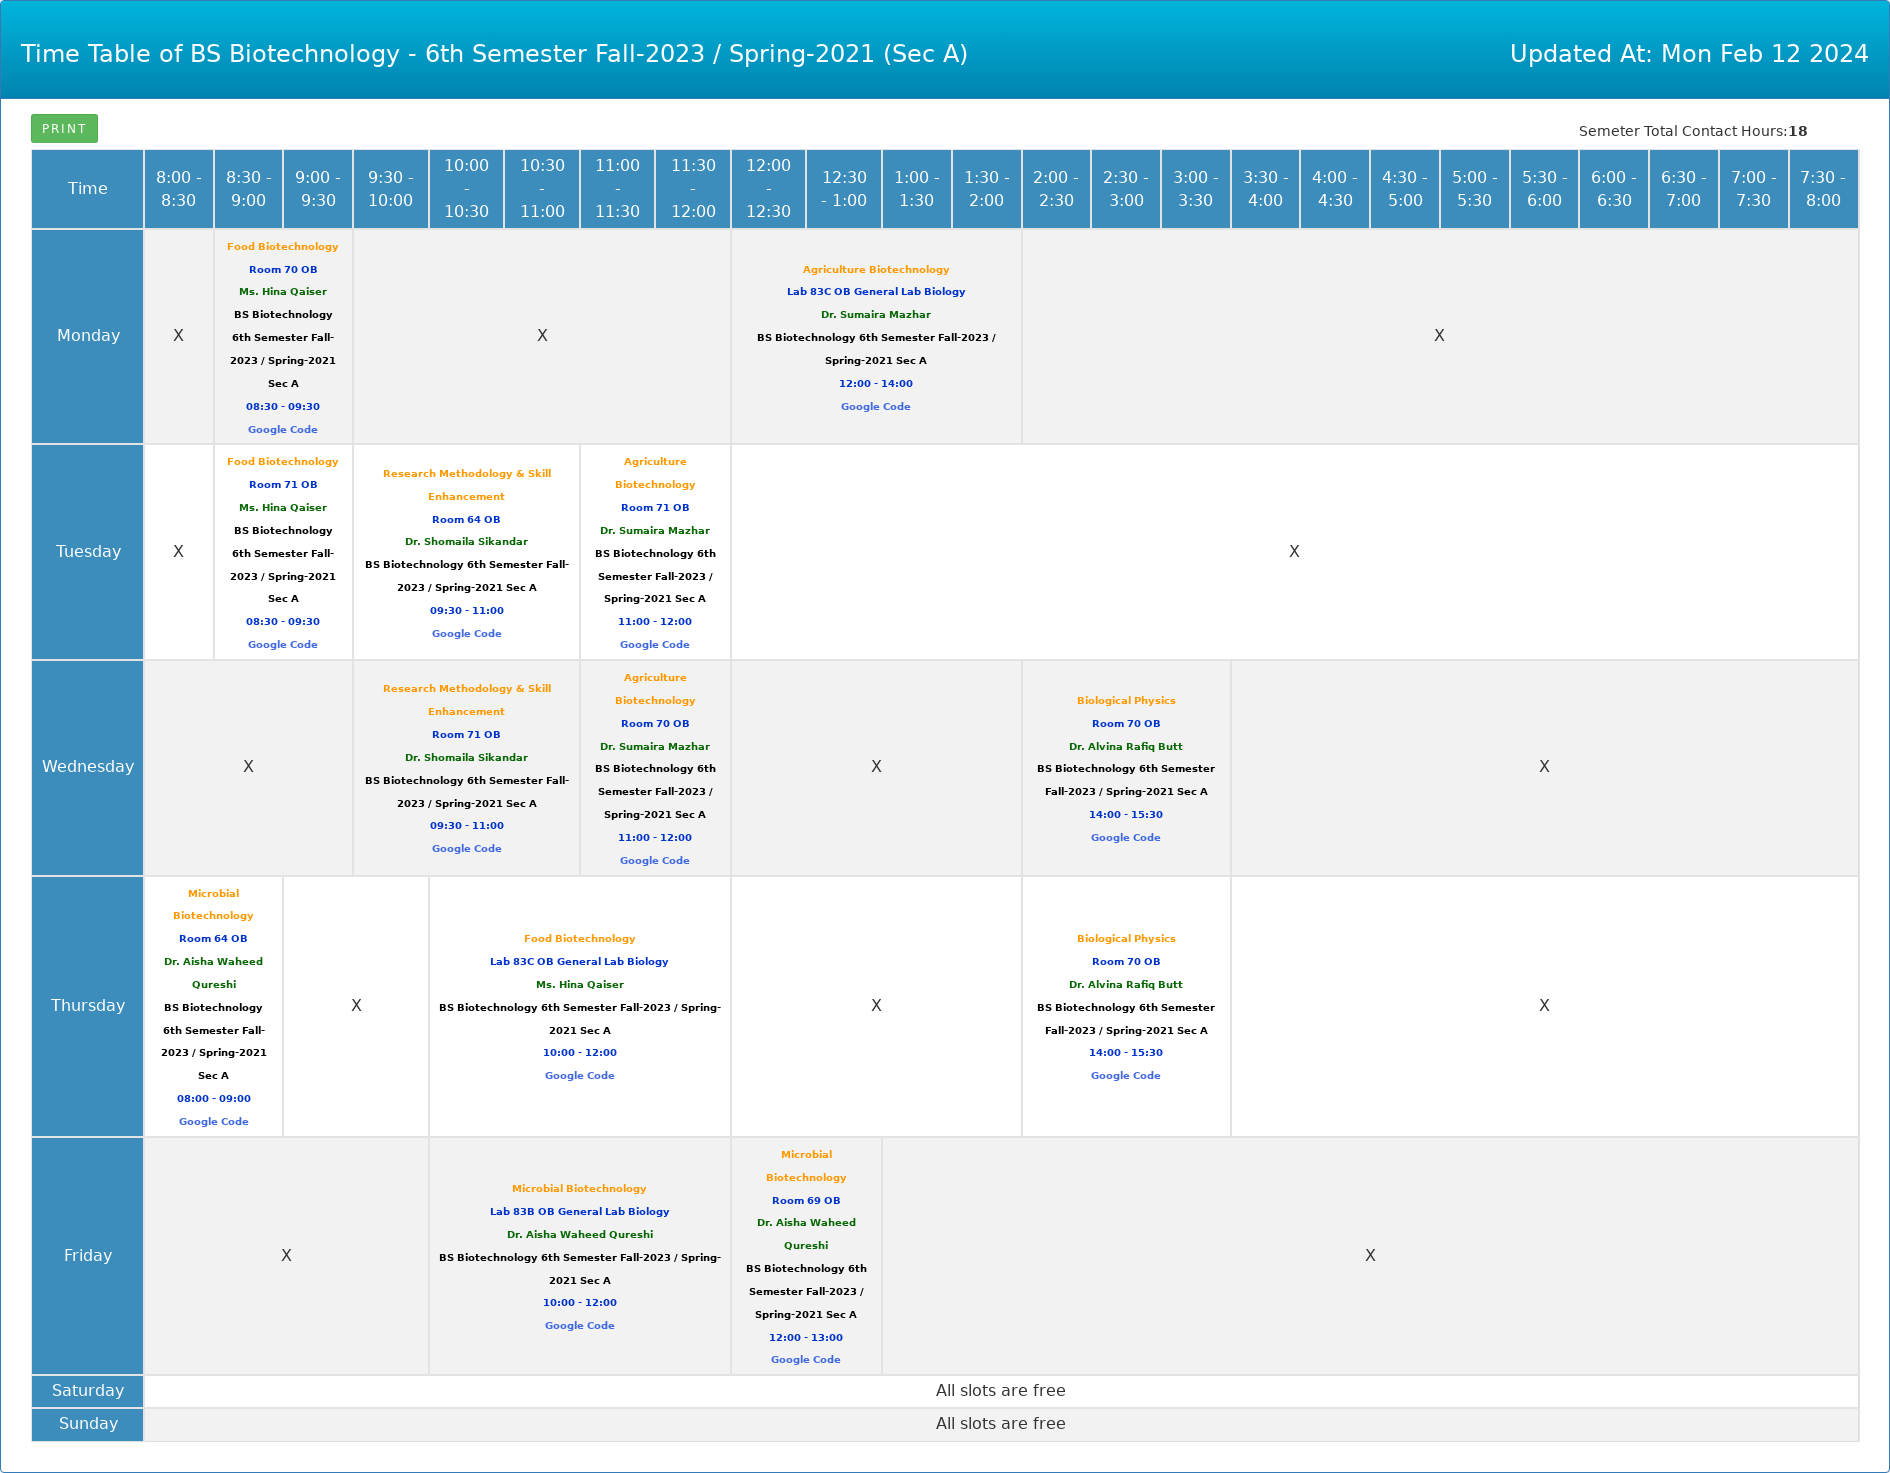 Time Table of BS Biotechnology - 6th Semester Fall-2023 / Spring-2021 (Sec A)
Updated At: Mon Feb 12 2024
PRINT
Semeter Total Contact Hours:18
Time
8:00 -
8:30
8:30 -
9:00
9:00 -
9:30
9:30 -
10:00
10:00
-
10:30
10:30
-
11:00
11:00
-
11:30
11:30
-
12:00
12:00
-
12:30
12:30
- 1:00
1:00 -
1:30
1:30 -
2:00
2:00 -
2:30
2:30 -
3:00
3:00 -
3:30
3:30 -
4:00
4:00 -
4:30
4:30 -
5:00
5:00 -
5:30
5:30 -
6:00
6:00 -
6:30
6:30 -
7:00
7:00 -
7:30
7:30 -
8:00
Monday
X
Food Biotechnology
Room 70 OB
Ms. Hina Qaiser
BS Biotechnology
6th Semester Fall-
2023 / Spring-2021
Sec A
08:30 - 09:30
Google Code
X
Agriculture Biotechnology
Lab 83C OB General Lab Biology
Dr. Sumaira Mazhar
BS Biotechnology 6th Semester Fall-2023 /
Spring-2021 Sec A
12:00 - 14:00
Google Code
X
Tuesday
X
Food Biotechnology
Room 71 OB
Ms. Hina Qaiser
BS Biotechnology
6th Semester Fall-
2023 / Spring-2021
Sec A
08:30 - 09:30
Google Code
Research Methodology & Skill
Enhancement
Room 64 OB
Dr. Shomaila Sikandar
BS Biotechnology 6th Semester Fall-
2023 / Spring-2021 Sec A
09:30 - 11:00
Google Code
Agriculture
Biotechnology
Room 71 OB
Dr. Sumaira Mazhar
BS Biotechnology 6th
Semester Fall-2023 /
Spring-2021 Sec A
11:00 - 12:00
Google Code
X
Wednesday
X
Research Methodology & Skill
Enhancement
Room 71 OB
Dr. Shomaila Sikandar
BS Biotechnology 6th Semester Fall-
2023 / Spring-2021 Sec A
09:30 - 11:00
Google Code
Agriculture
Biotechnology
Room 70 OB
Dr. Sumaira Mazhar
BS Biotechnology 6th
Semester Fall-2023 /
Spring-2021 Sec A
11:00 - 12:00
Google Code
X
Biological Physics
Room 70 OB
Dr. Alvina Rafiq Butt
BS Biotechnology 6th Semester
Fall-2023 / Spring-2021 Sec A
14:00 - 15:30
Google Code
X
Thursday
Microbial
Biotechnology
Room 64 OB
Dr. Aisha Waheed
Qureshi
BS Biotechnology
6th Semester Fall-
2023 / Spring-2021
Sec A
08:00 - 09:00
Google Code
X
Food Biotechnology
Lab 83C OB General Lab Biology
Ms. Hina Qaiser
BS Biotechnology 6th Semester Fall-2023 / Spring-
2021 Sec A
10:00 - 12:00
Google Code
X
Biological Physics
Room 70 OB
Dr. Alvina Rafiq Butt
BS Biotechnology 6th Semester
Fall-2023 / Spring-2021 Sec A
14:00 - 15:30
Google Code
X
Friday
X
Microbial Biotechnology
Lab 83B OB General Lab Biology
Dr. Aisha Waheed Qureshi
BS Biotechnology 6th Semester Fall-2023 / Spring-
2021 Sec A
10:00 - 12:00
Google Code
Microbial
Biotechnology
Room 69 OB
Dr. Aisha Waheed
Qureshi
BS Biotechnology 6th
Semester Fall-2023 /
Spring-2021 Sec A
12:00 - 13:00
Google Code
X
Saturday
All slots are free
Sunday
All slots are free